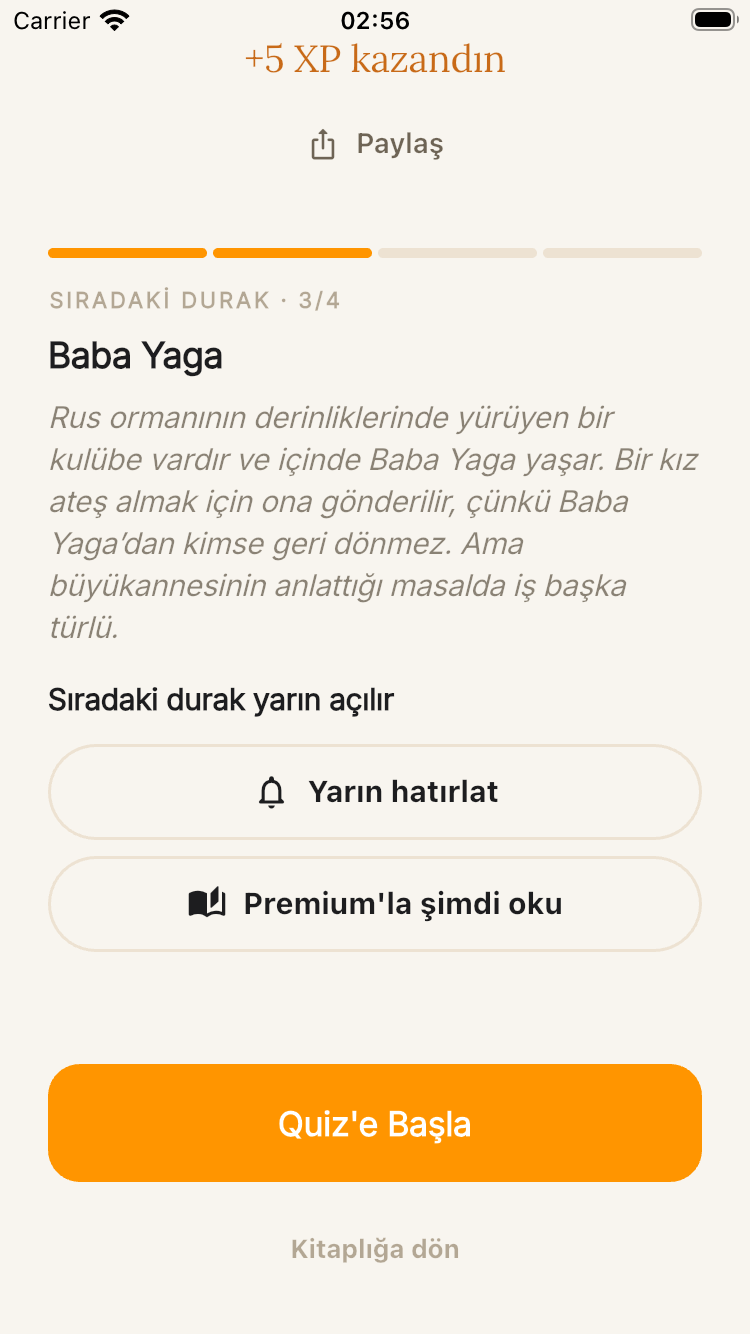 Carrier 02:56
+5 XP kazandın
Paylaş
SIRADAKİ DURAK · 3/4
Baba Yaga
Rus ormanının derinliklerinde yürüyen bir
kulübe vardır ve içinde Baba Yaga yaşar. Bir kız
ateş almak için ona gönderilir, çünkü Baba
Yaga’dan kimse geri dönmez. Ama
büyükannesinin anlattığı masalda iş başka
türlü.
Sıradaki durak yarın açılır
Yarın hatırlat
Premium'la şimdi oku
Quiz'e Başla
Kitaplığa dön